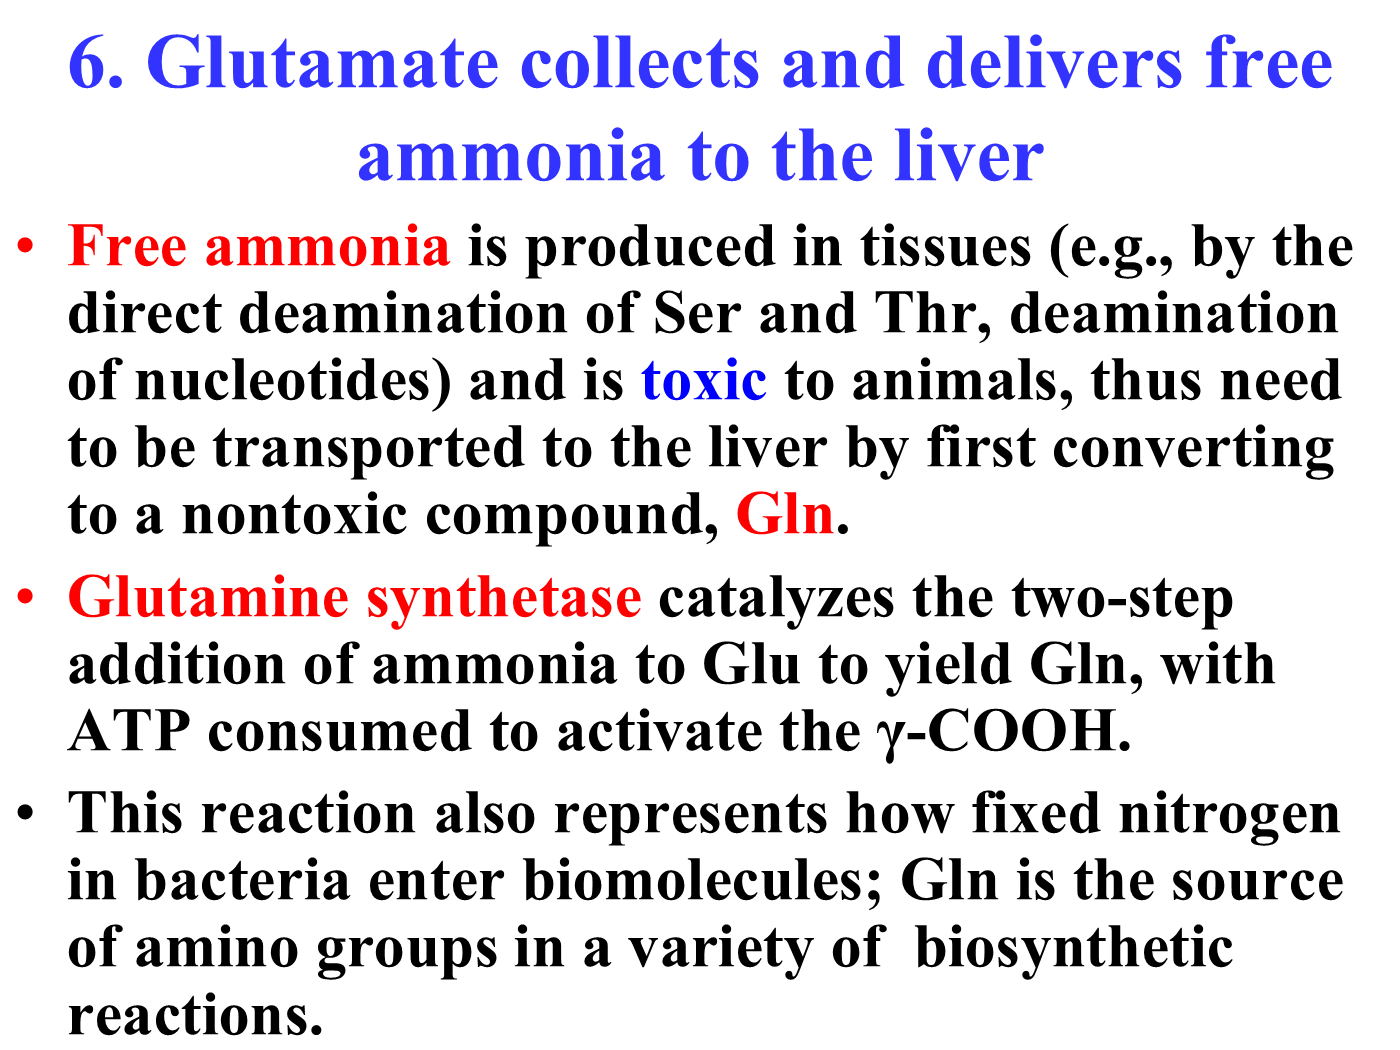 6. Glutamate collects and delivers free
ammonia to the liver
• Free ammonia is produced in tissues (e.g., by the
direct deamination of Ser and Thr, deamination
of nucleotides) and is toxic to animals, thus need
to be transported to the liver by first converting
to a nontoxic compound, Gln.
• Glutamine synthetase catalyzes the two-step
addition of ammonia to Glu to yield Gln, with
ATP consumed to activate the γ-COOH.
• This reaction also represents how fixed nitrogen
in bacteria enter biomolecules; Gln is the source
of amino groups in a variety of  biosynthetic
reactions.